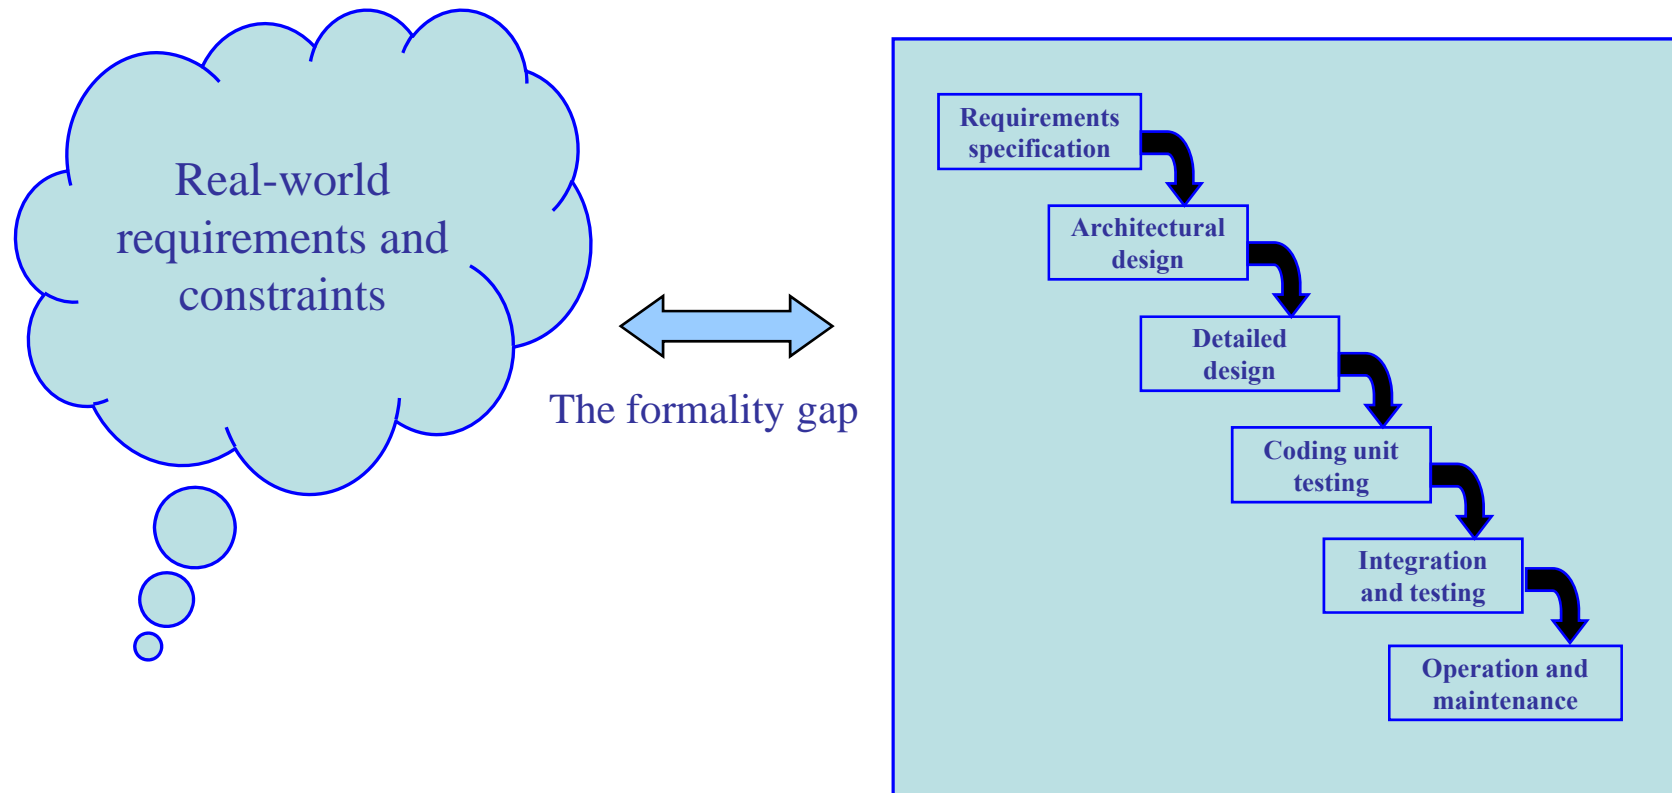 Real-world
requirements and
constraints
The formality gap
Requirements
specification
Architectural
design
Detailed
design
Coding unit
testing
Integration
and testing
Operation and
maintenance